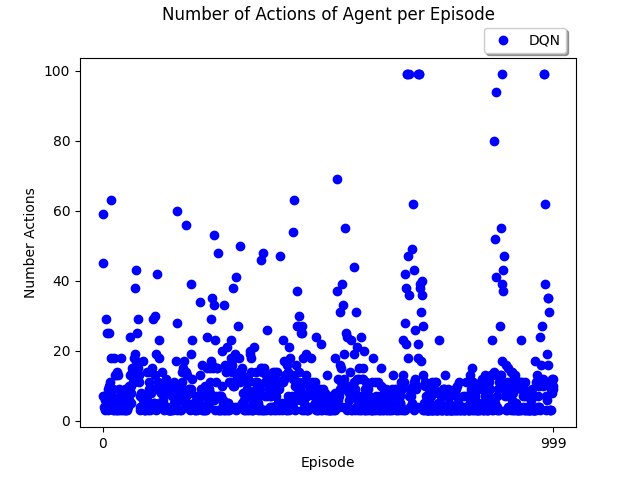 Number of Actions of Agent per Episode
DQN
100
80
60
40
20
0
Number Actions
0 999
Episode